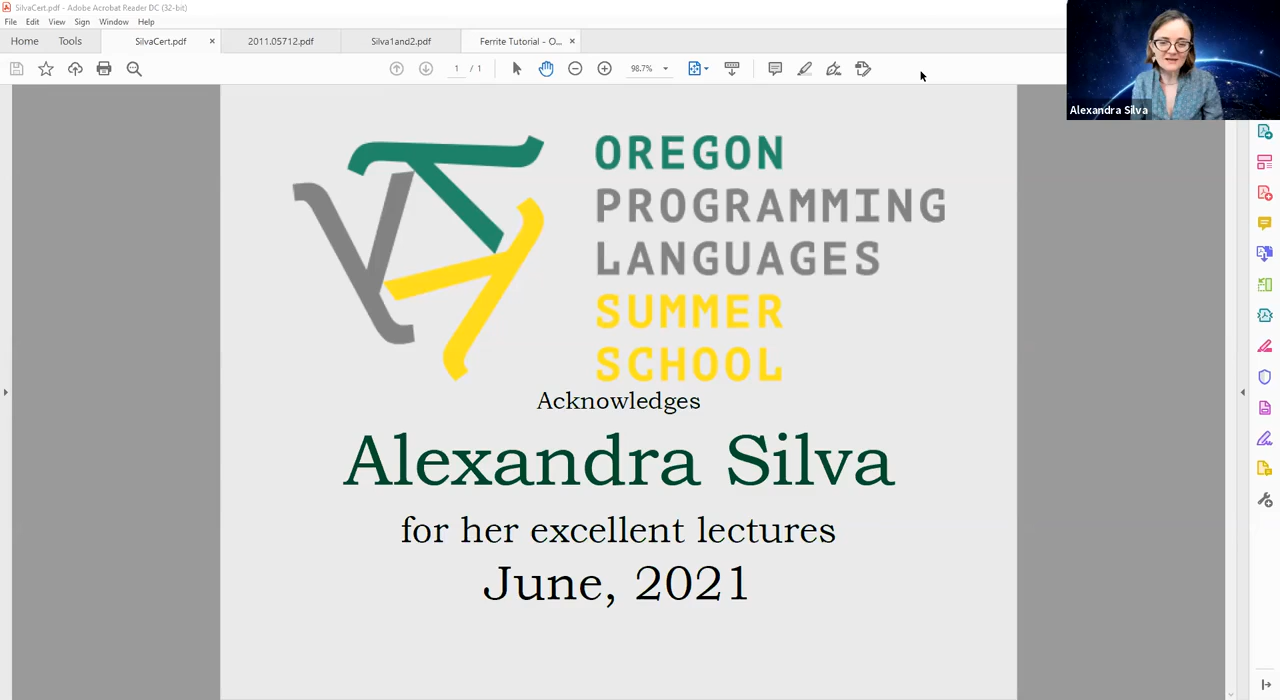 SilvaCert.pdf - Adobe Acrobat Reader DC (32-bit)
File Edit View Sign Window Help
Home Tools SilvaCert.pdf × 2011.05712.pdf Silva1and2.pdf Ferrite Tutorial - O... ×
1 / 1 98.7%
Alexandra Silva
OREGON
PROGRAMMING
LANGUAGES
SUMMER
SCHOOL
Acknowledges
Alexandra Silva
for her excellent lectures
June, 2021